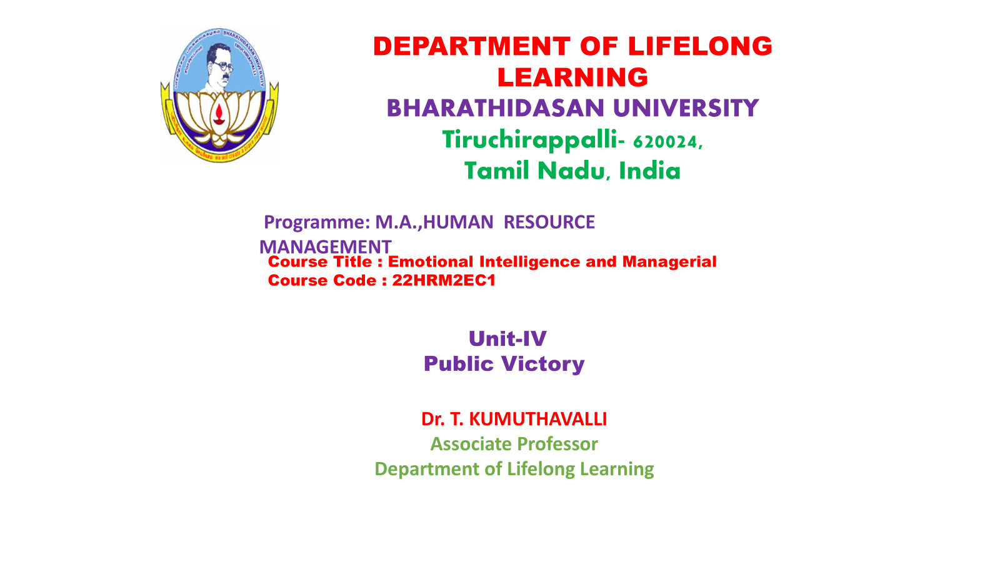 BHARATHIDASAN UNIVERSITY
TIRUCHIRAPPALLI
we will create a brave new world
DEPARTMENT OF LIFELONG
LEARNING
BHARATHIDASAN UNIVERSITY
Tiruchirappalli- 620024,
Tamil Nadu, India
Programme: M.A.,HUMAN RESOURCE
MANAGEMENT
Course Title : Emotional Intelligence and Managerial
Course Code : 22HRM2EC1
Unit-IV
Public Victory
Dr. T. KUMUTHAVALLI
Associate Professor
Department of Lifelong Learning